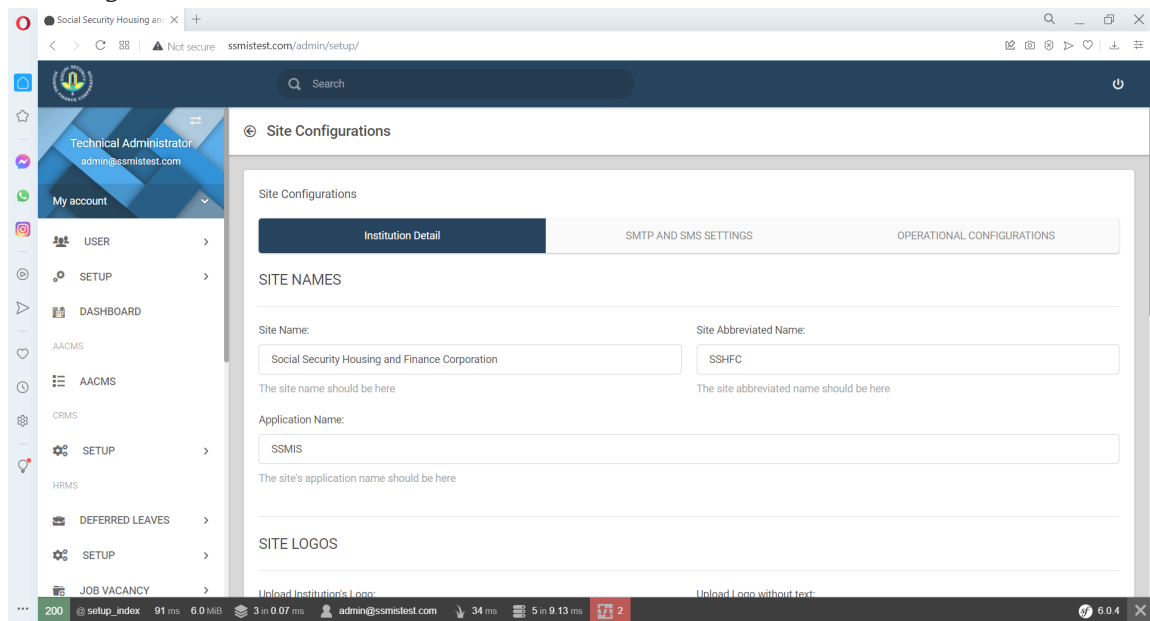 Social Security Housing and
Not secure ssmistest.com/admin/setup/
Search
Technical Administrator
admin@ssmistest.com
My account
USER
SETUP
DASHBOARD
AACMS
AACMS
CRMS
SETUP
HRMS
DEFERRED LEAVES
SETUP
JOB VACANCY
Site Configurations
Site Configurations
Institution Detail
SMTP AND SMS SETTINGS
OPERATIONAL CONFIGURATIONS
SITE NAMES
Site Name:
Site Abbreviated Name:
Social Security Housing and Finance Corporation
SSHFC
The site name should be here
The site abbreviated name should be here
Application Name:
SSMIS
The site's application name should be here
SITE LOGOS
Upload Institution's Logo:
Upload Logo without text:
200 @ setup_index 91 ms 6.0 MiB 3 in 0.07 ms admin@ssmistest.com 34 ms 5 in 9.13 ms 2 sf 6.0.4